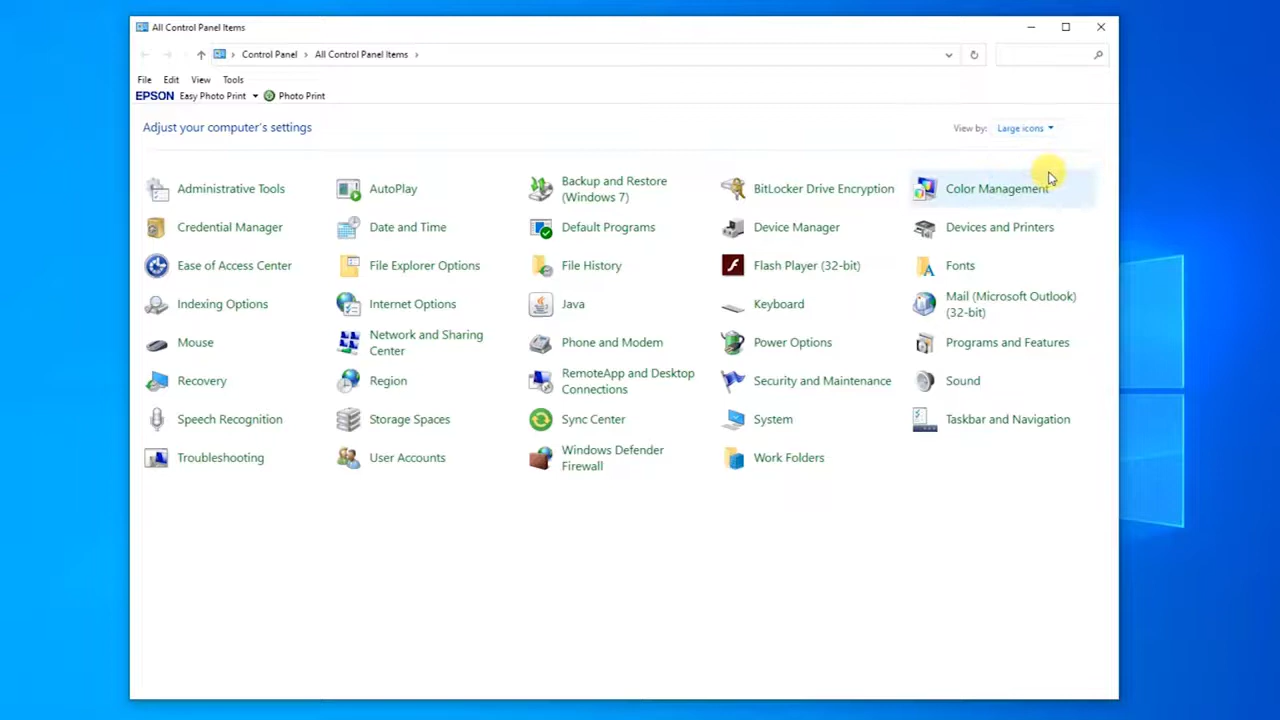 All Control Panel Items
Control Panel All Control Panel Items
File Edit View Tools
EPSON Easy Photo Print Photo Print
Adjust your computer's settings
View by: Large icons
Administrative Tools
AutoPlay
Backup and Restore
(Windows 7)
BitLocker Drive Encryption
Color Management
Credential Manager
Date and Time
Default Programs
Device Manager
Devices and Printers
Ease of Access Center
File Explorer Options
File History
Flash Player (32-bit)
Fonts
Indexing Options
Internet Options
Java
Keyboard
Mail (Microsoft Outlook)
(32-bit)
Mouse
Network and Sharing
Center
Phone and Modem
Power Options
Programs and Features
Recovery
Region
RemoteApp and Desktop
Connections
Security and Maintenance
Sound
Speech Recognition
Storage Spaces
Sync Center
System
Taskbar and Navigation
Troubleshooting
User Accounts
Windows Defender
Firewall
Work Folders